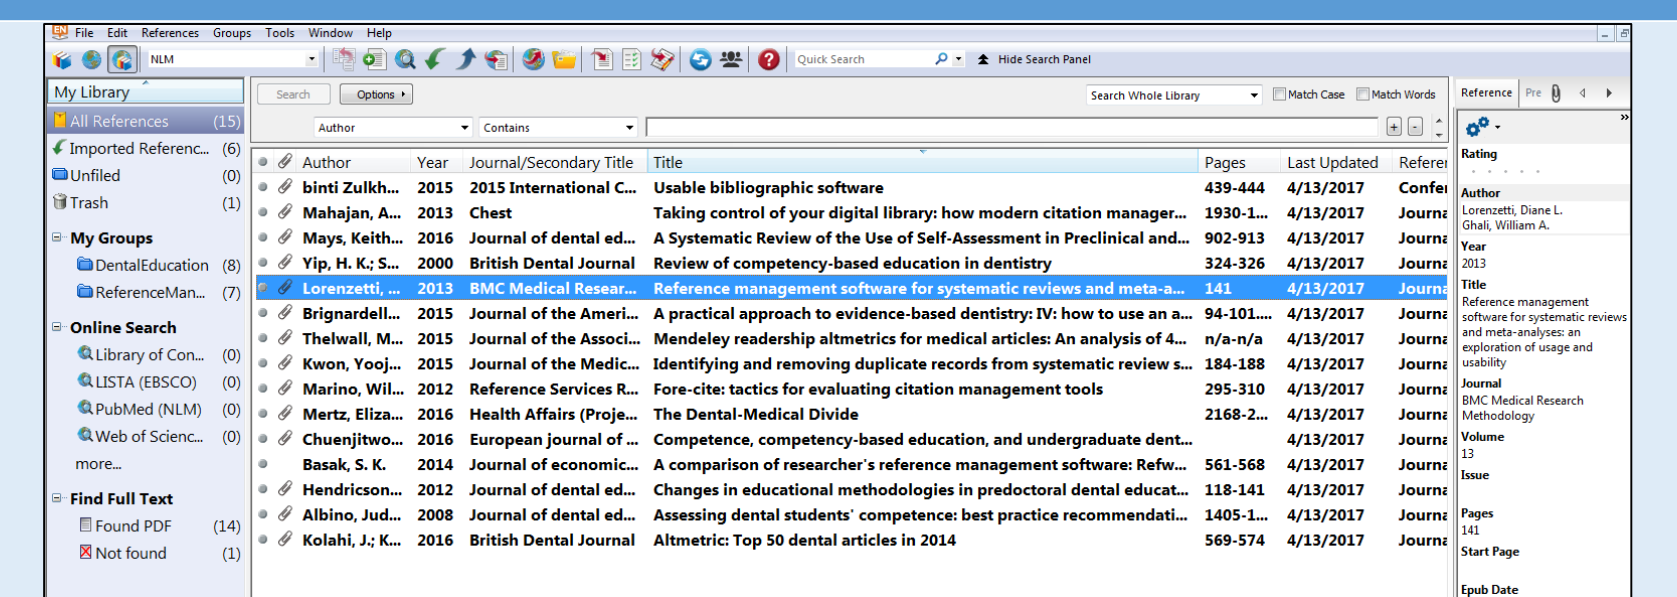 EN File Edit References Groups Tools Window Help
NLM Quick Search Hide Search Panel
My Library
All References (15)
Imported Referenc... (6)
Unfiled (0)
Trash (1)
My Groups
DentalEducation (8)
ReferenceMan... (7)
Online Search
Library of Con... (0)
LISTA (EBSCO) (0)
PubMed (NLM) (0)
Web of Scienc... (0)
more...
Find Full Text
Found PDF (14)
Not found (1)
Search Options Search Whole Library Match Case Match Words
Author Contains + -
Author Year Journal/Secondary Title Title Pages Last Updated Referen
binti Zulkh... 2015 2015 International C... Usable bibliographic software 439-444 4/13/2017 Confer
Mahajan, A... 2013 Chest Taking control of your digital library: how modern citation manager... 1930-1... 4/13/2017 Journa
Mays, Keith... 2016 Journal of dental ed... A Systematic Review of the Use of Self-Assessment in Preclinical and... 902-913 4/13/2017 Journa
Yip, H. K.; S... 2000 British Dental Journal Review of competency-based education in dentistry 324-326 4/13/2017 Journa
Lorenzetti, ... 2013 BMC Medical Resear... Reference management software for systematic reviews and meta-a... 141 4/13/2017 Journa
Brignardell... 2015 Journal of the Ameri... A practical approach to evidence-based dentistry: IV: how to use an a... 94-101.... 4/13/2017 Journa
Thelwall, M... 2015 Journal of the Associ... Mendeley readership altmetrics for medical articles: An analysis of 4... n/a-n/a 4/13/2017 Journa
Kwon, Yooj... 2015 Journal of the Medic... Identifying and removing duplicate records from systematic review s... 184-188 4/13/2017 Journa
Marino, Wil... 2012 Reference Services R... Fore-cite: tactics for evaluating citation management tools 295-310 4/13/2017 Journa
Mertz, Eliza... 2016 Health Affairs (Proje... The Dental-Medical Divide 2168-2... 4/13/2017 Journa
Chuenjitwo... 2016 European journal of ... Competence, competency-based education, and undergraduate dent... 4/13/2017 Journa
Basak, S. K. 2014 Journal of economic... A comparison of researcher's reference management software: Refw... 561-568 4/13/2017 Journa
Hendricson... 2012 Journal of dental ed... Changes in educational methodologies in predoctoral dental educat... 118-141 4/13/2017 Journa
Albino, Jud... 2008 Journal of dental ed... Assessing dental students' competence: best practice recommendati... 1405-1... 4/13/2017 Journa
Kolahi, J.; K... 2016 British Dental Journal Altmetric: Top 50 dental articles in 2014 569-574 4/13/2017 Journa
Reference Pre
Rating
Author
Lorenzetti, Diane L.
Ghali, William A.
Year
2013
Title
Reference management
software for systematic reviews
and meta-analyses: an
exploration of usage and
usability
Journal
BMC Medical Research
Methodology
Volume
13
Issue
Pages
141
Start Page
Epub Date